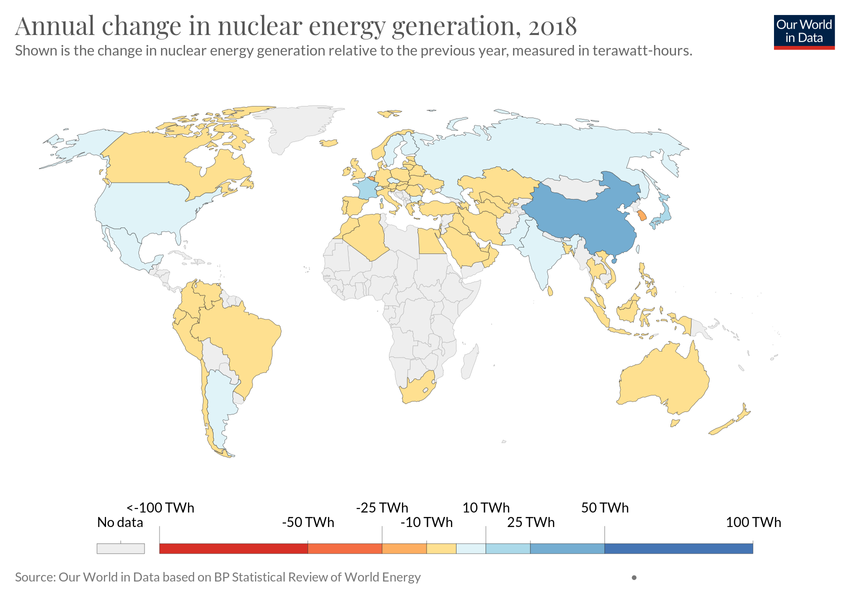 Annual change in nuclear energy generation, 2018
Our World
in Data
Shown is the change in nuclear energy generation relative to the previous year, measured in terawatt-hours.
<-100 TWh
-25 TWh
10 TWh
50 TWh
No data
-50 TWh
-10 TWh
25 TWh
100 TWh
Source: Our World in Data based on BP Statistical Review of World Energy